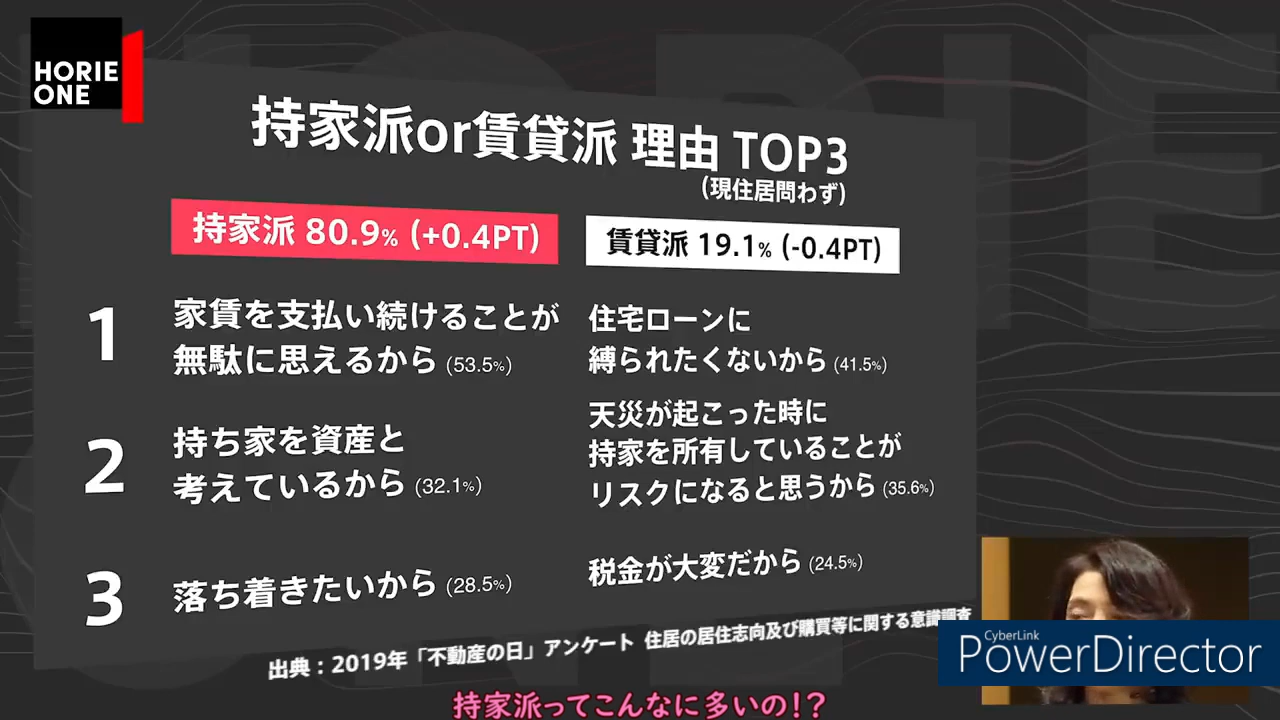 HORIE
ONE
持家派or賃貸派 理由 TOP3
(現住居問わず)
持家派 80.9% (+0.4PT)
賃貸派 19.1% (-0.4PT)
1
家賃を支払い続けることが
無駄に思えるから (53.5%)
住宅ローンに
縛られたくないから (41.5%)
2
持ち家を資産と
考えているから (32.1%)
天災が起こった時に
持家を所有していることが
リスクになると思うから (35.6%)
3
落ち着きたいから (28.5%)
税金が大変だから (24.5%)
出典：2019年「不動産の日」アンケート 住居の居住志向及び購買等に関する意識調査
CyberLink
PowerDirector
持家派ってこんなに多いの!?